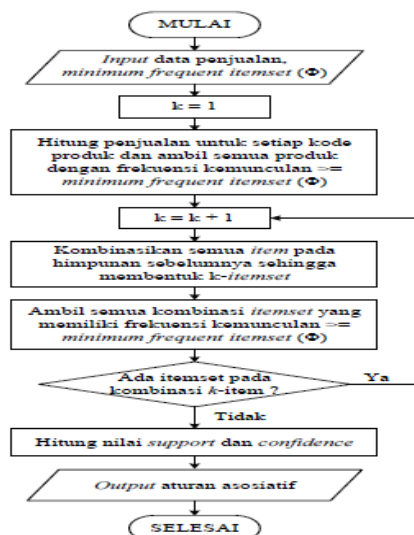 MULAI
Input data penjualan,
minimum frequent itemset (Φ)
k = 1
Hitung penjualan untuk setiap kode
produk dan ambil semua produk
dengan frekuensi kemunculan >=
minimum frequent itemset (Φ)
k = k + 1
Kombinasikan semua item pada
himpunan sebelumnya sehingga
membentuk k-itemset
Ambil semua kombinasi itemset yang
memiliki frekuensi kemunculan >=
minimum frequent itemset (Φ)
Ada itemset pada
kombinasi k-item ?
Ya
Tidak
Hitung nilai support dan confidence
Output aturan asosiatif
SELESAI